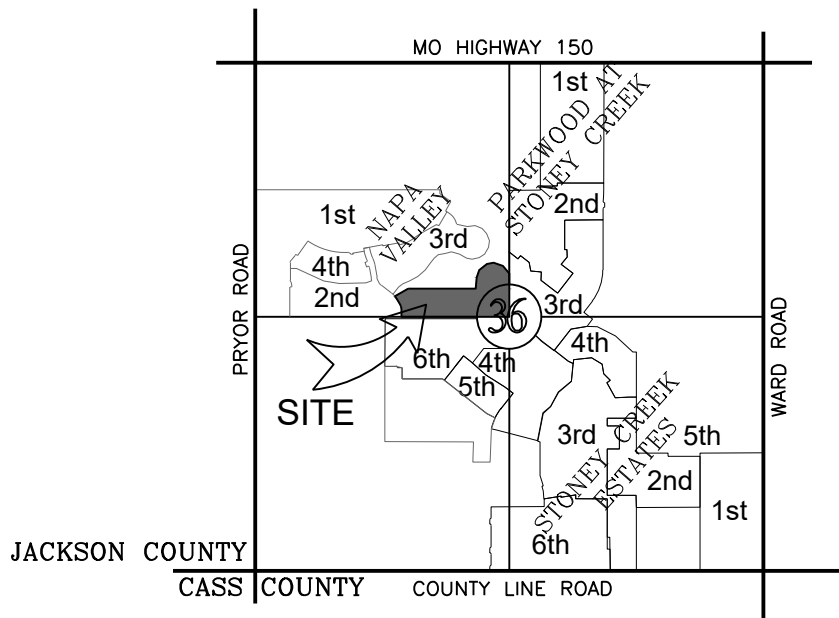 MO HIGHWAY 150
1st
PARKWOOD AT
STONEY CREEK
NAPA
VALLEY
1st
2nd
3rd
4th
2nd
PRYOR ROAD
36
3rd
4th
WARD ROAD
6th
4th
5th
SITE
STONEY CREEK
ESTATES
3rd
5th
2nd
1st
6th
JACKSON COUNTY
CASS COUNTY
COUNTY LINE ROAD